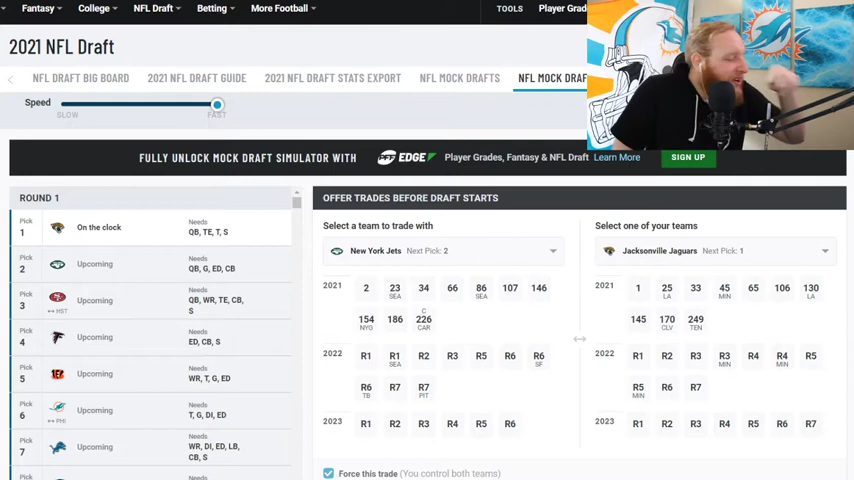 Fantasy College NFL Draft Betting More Football TOOLS Player Grades
2021 NFL Draft
NFL DRAFT BIG BOARD 2021 NFL DRAFT GUIDE 2021 NFL DRAFT STATS EXPORT NFL MOCK DRAFTS NFL MOCK DRAF
Speed
SLOW FAST
FULLY UNLOCK MOCK DRAFT SIMULATOR WITH PFF EDGE Player Grades, Fantasy & NFL Draft Learn More SIGN UP
ROUND 1
Pick
1
On the clock
Needs
QB, TE, T, S
Pick
2
Upcoming
Needs
QB, G, ED, CB
Pick
3
HST
Upcoming
Needs
QB, WR, TE, CB,
S
Pick
4
Upcoming
Needs
ED, CB, S
Pick
5
Upcoming
Needs
WR, T, G, ED
Pick
6
PHI
Upcoming
Needs
T, G, DI, ED
Pick
7
Upcoming
Needs
WR, DI, ED, LB,
CB, S
OFFER TRADES BEFORE DRAFT STARTS
Select a team to trade with
New York Jets Next Pick: 2
2021 2 23 34 66 86 107 146
SEA SEA
C
154 186 226
NYG CAR
2022 R1 R1 R2 R3 R5 R6 R6
SEA SF
R6 R7 R7
TB PIT
2023 R1 R2 R3 R4 R5 R6
Select one of your teams
Jacksonville Jaguars Next Pick: 1
2021 1 25 33 45 65 106 130
LA MIN LA
145 170 249
CLV TEN
2022 R1 R2 R3 R3 R4 R4 R5
MIN MIN
R5 R6 R7
MIN
2023 R1 R2 R3 R4 R5 R6 R7
Force this trade (You control both teams)